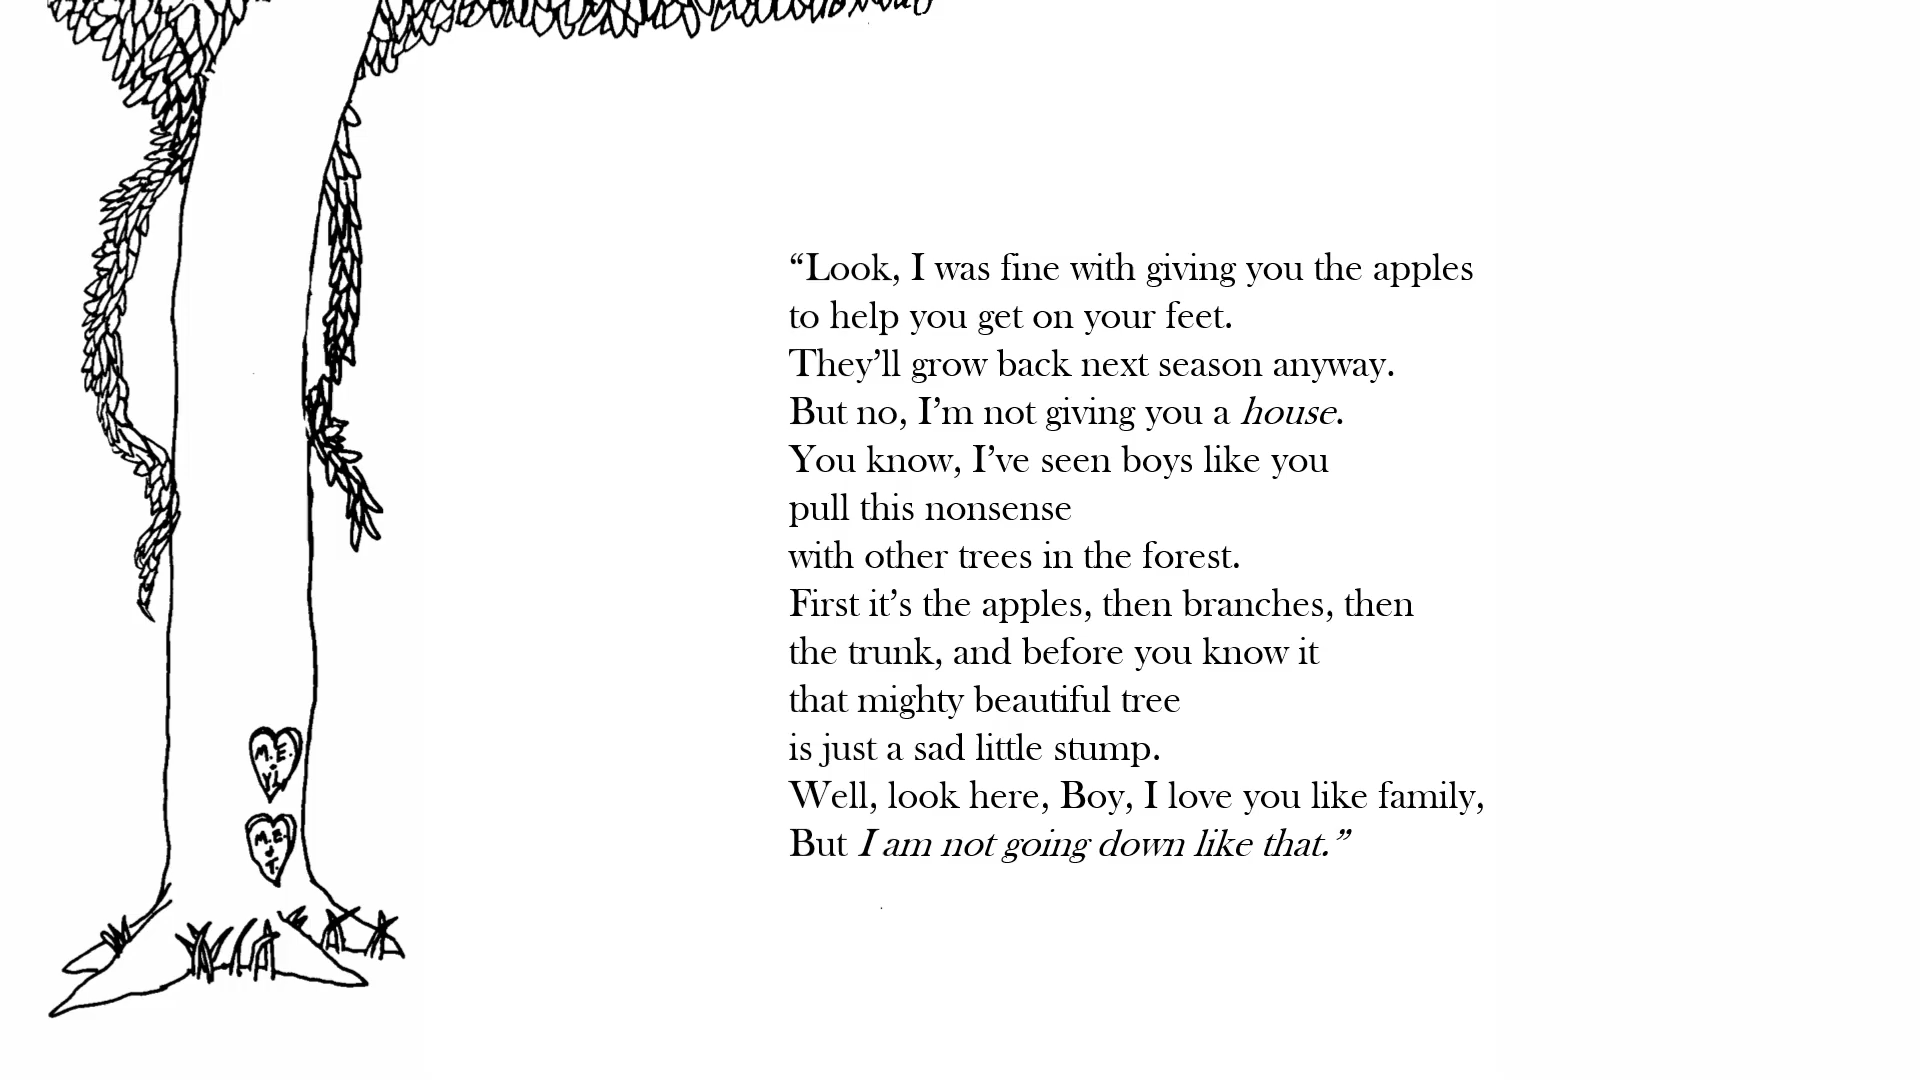 “Look, I was fine with giving you the apples
to help you get on your feet.
They’ll grow back next season anyway.
But no, I’m not giving you a house.
You know, I’ve seen boys like you
pull this nonsense
with other trees in the forest.
First it’s the apples, then branches, then
the trunk, and before you know it
that mighty beautiful tree
is just a sad little stump.
Well, look here, Boy, I love you like family,
But I am not going down like that.”
M.E.
Y.L.
M.E.
T.